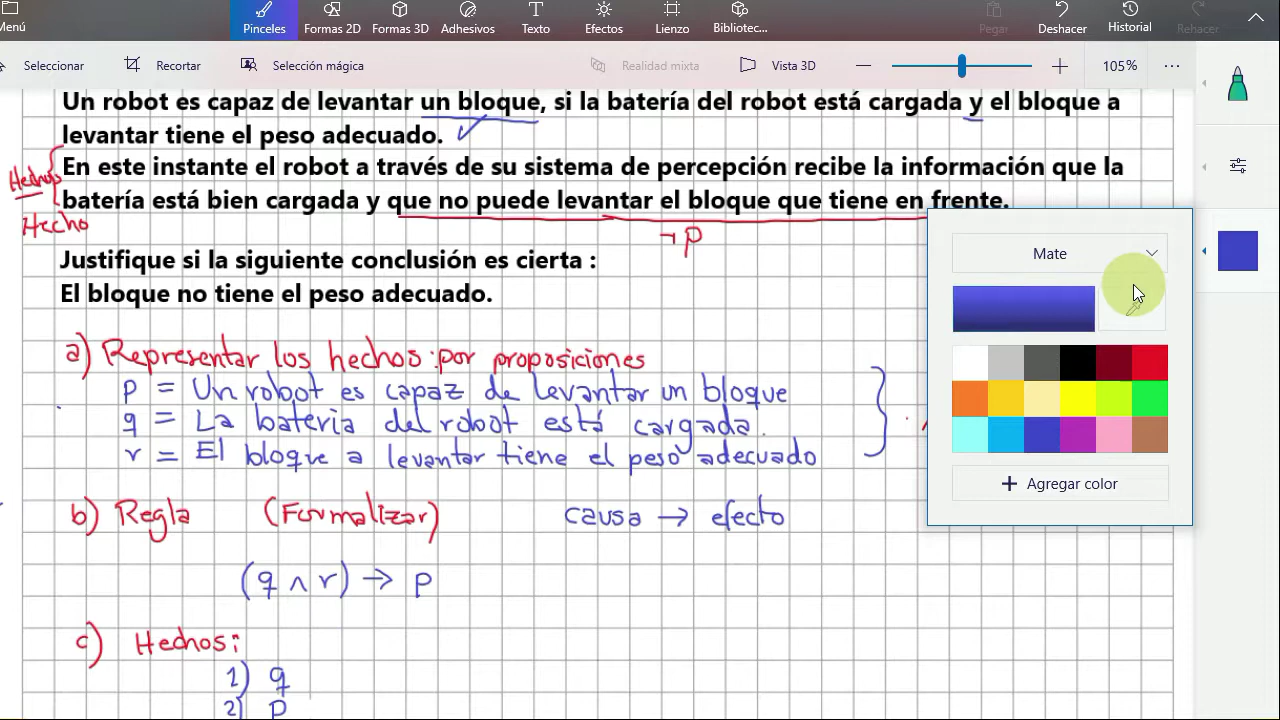 Menú
Pinceles
Formas 2D
Formas 3D
Adhesivos
Texto
Efectos
Lienzo
Bibliotec...
Pegar
Deshacer
Historial
Rehacer
Seleccionar
Recortar
Selección mágica
Realidad mixta
Vista 3D
105%
Un robot es capaz de levantar un bloque, si la batería del robot está cargada y el bloque a
levantar tiene el peso adecuado.
Hechos
En este instante el robot a través de su sistema de percepción recibe la información que la
batería está bien cargada y que no puede levantar el bloque que tiene en frente.
Hecho
¬ p
Justifique si la siguiente conclusión es cierta :
El bloque no tiene el peso adecuado.
Mate
a) Representar los hechos por proposiciones
p = Un robot es capaz de levantar un bloque
q = La bateria del robot está cargada.
r = El bloque a levantar tiene el peso adecuado
Agregar color
b) Regla (Formalizar) causa → efecto
(q ∧ r) → p
c) Hechos:
1) q
2) p